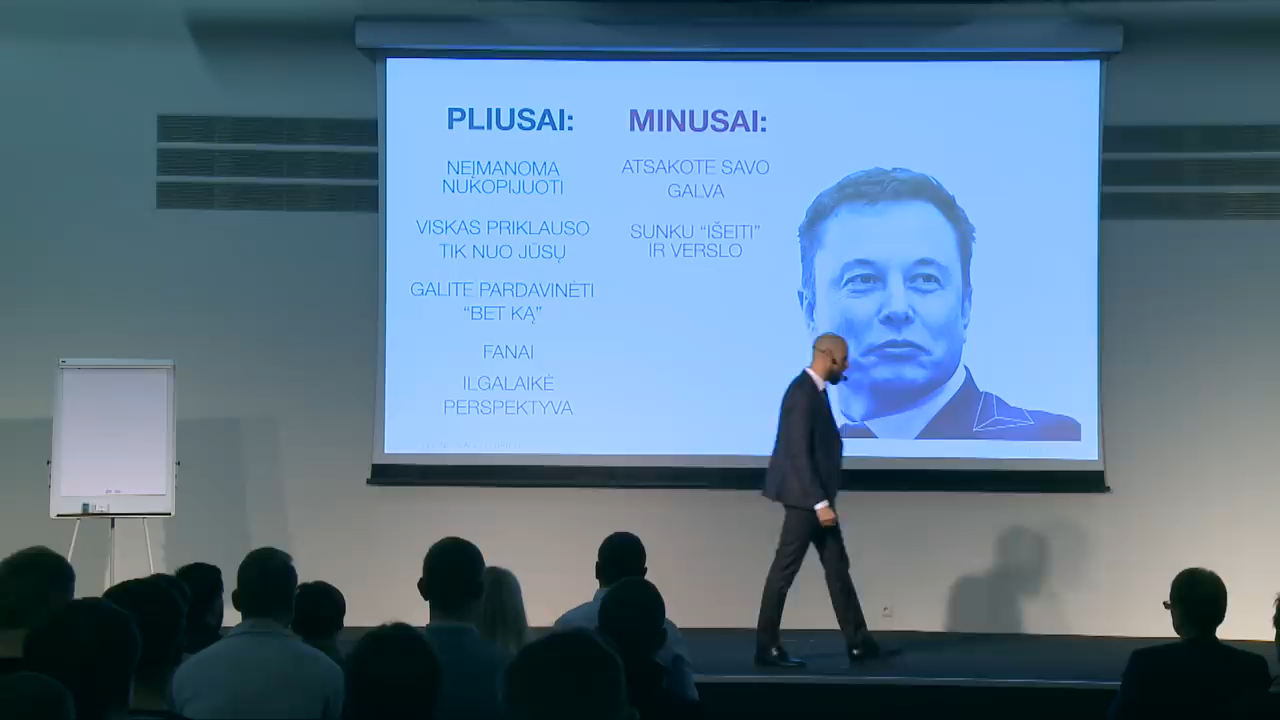 PLIUSAI:
NEĮMANOMA
NUKOPIJUOTI
VISKAS PRIKLAUSO
TIK NUO JŪSŲ
GALITE PARDAVINĖTI
“BET KĄ”
FANAI
ILGALAIKĖ
PERSPEKTYVA
MINUSAI:
ATSAKOTE SAVO
GALVA
SUNKU “IŠEITI”
IR VERSLO